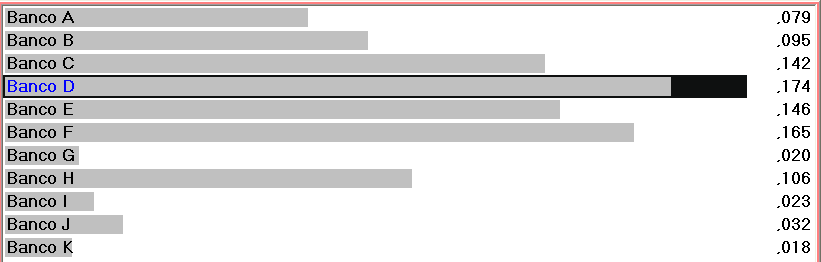 Banco A ,079
Banco B ,095
Banco C ,142
Banco D ,174
Banco E ,146
Banco F ,165
Banco G ,020
Banco H ,106
Banco I ,023
Banco J ,032
Banco K ,018